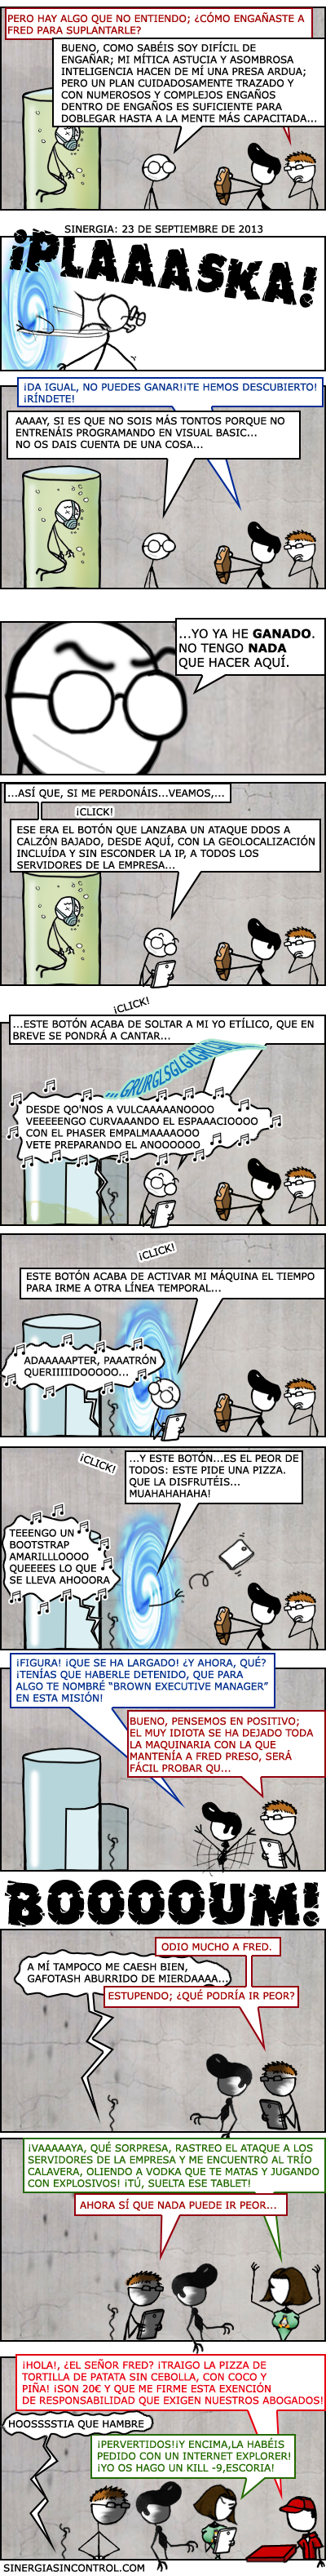 PERO HAY ALGO QUE NO ENTIENDO; ¿CÓMO ENGAÑASTE A
FRED PARA SUPLANTARLE?
BUENO, COMO SABÉIS SOY DIFÍCIL DE
ENGAÑAR; MI MÍTICA ASTUCIA Y ASOMBROSA
INTELIGENCIA HACEN DE MÍ UNA PRESA ARDUA;
PERO UN PLAN CUIDADOSAMENTE TRAZADO Y
CON NUMEROSOS Y COMPLEJOS ENGAÑOS
DENTRO DE ENGAÑOS ES SUFICIENTE PARA
DOBLEGAR HASTA A LA MENTE MÁS CAPACITADA...
SINERGIA: 23 DE SEPTIEMBRE DE 2013
¡PLAAASKA!
¡DA IGUAL, NO PUEDES GANAR!¡TE HEMOS DESCUBIERTO!
¡RÍNDETE!
AAAAY, SI ES QUE NO SOIS MÁS TONTOS PORQUE NO
ENTRENÁIS PROGRAMANDO EN VISUAL BASIC...
NO OS DAIS CUENTA DE UNA COSA...
...YO YA HE GANADO.
NO TENGO NADA
QUE HACER AQUÍ.
...ASÍ QUE, SI ME PERDONÁIS...VEAMOS,...
¡CLICK!
ESE ERA EL BOTÓN QUE LANZABA UN ATAQUE DDOS A
CALZÓN BAJADO, DESDE AQUÍ, CON LA GEOLOCALIZACIÓN
INCLUÍDA Y SIN ESCONDER LA IP, A TODOS LOS
SERVIDORES DE LA EMPRESA...
¡CLICK!
...ESTE BOTÓN ACABA DE SOLTAR A MI YO ETÍLICO, QUE EN
BREVE SE PONDRÁ A CANTAR...
DESDE QO'NOS A VULCAAAAANOOOO
VEEEEENGO CURVAAANDO EL ESPAAACIOOOO
CON EL PHASER EMPALMAAAAOOO
VETE PREPARANDO EL ANOOOOOO
¡CLICK!
ESTE BOTÓN ACABA DE ACTIVAR MI MÁQUINA EL TIEMPO
PARA IRME A OTRA LÍNEA TEMPORAL...
ADAAAAAPTER, PAAATRÓN
QUERIIIIIIDOOOOO...
¡CLICK!
...Y ESTE BOTÓN...ES EL PEOR DE
TODOS: ESTE PIDE UNA PIZZA.
QUE LA DISFRUTÉIS...
MUAHAHAHAHA!
TEEENGO UN
BOOTSTRAP
AMARILLLOOOO
QUEEEES LO QUE
SE LLEVA AHOOORA
¡FIGURA! ¡QUE SE HA LARGADO! ¿Y AHORA, QUÉ?
¡TENÍAS QUE HABERLE DETENIDO, QUE PARA
ALGO TE NOMBRÉ "BROWN EXECUTIVE MANAGER"
EN ESTA MISIÓN!
BUENO, PENSEMOS EN POSITIVO;
EL MUY IDIOTA SE HA DEJADO TODA
LA MAQUINARIA CON LA QUE
MANTENÍA A FRED PRESO, SERÁ
FÁCIL PROBAR QU...
BOOOOUM!
ODIO MUCHO A FRED.
A MÍ TAMPOCO ME CAESH BIEN,
GAFOTASH ABURRIDO DE MIERDAAAA...
ESTUPENDO; ¿QUÉ PODRÍA IR PEOR?
¡VAAAAAYA, QUÉ SORPRESA, RASTREO EL ATAQUE A LOS
SERVIDORES DE LA EMPRESA Y ME ENCUENTRO AL TRÍO
CALAVERA, OLIENDO A VODKA QUE TE MATAS Y JUGANDO
CON EXPLOSIVOS! ¡TÚ, SUELTA ESE TABLET!
AHORA SÍ QUE NADA PUEDE IR PEOR...
¡HOLA!, ¿EL SEÑOR FRED? ¡TRAIGO LA PIZZA DE
TORTILLA DE PATATA SIN CEBOLLA, CON COCO Y
PIÑA! ¡SON 20€ Y QUE ME FIRME ESTA EXENCIÓN
DE RESPONSABILIDAD QUE EXIGEN NUESTROS ABOGADOS!
HOOSSSSTIA QUE HAMBRE
¡PERVERTIDOS!¡Y ENCIMA,LA HABÉIS
PEDIDO CON UN INTERNET EXPLORER!
¡YO OS HAGO UN KILL -9,ESCORIA!
SINERGIASINCONTROL.COM